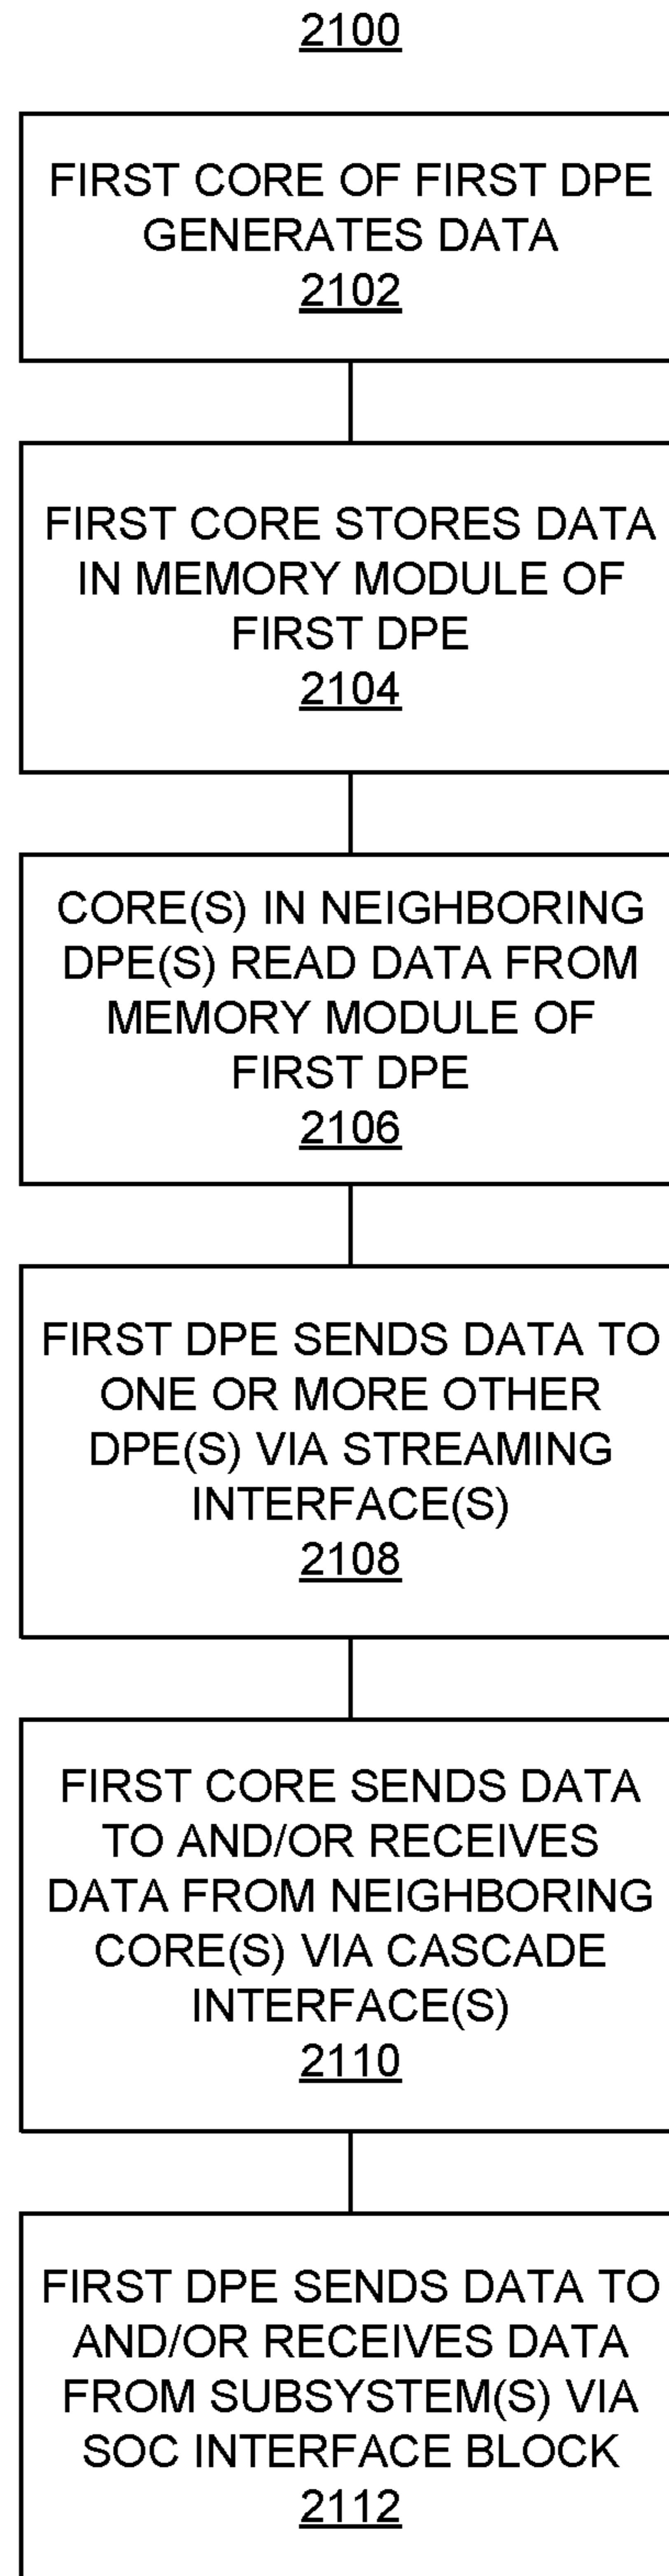 2100
FIRST CORE OF FIRST DPE
GENERATES DATA
2102
FIRST CORE STORES DATA
IN MEMORY MODULE OF
FIRST DPE
2104
CORE(S) IN NEIGHBORING
DPE(S) READ DATA FROM
MEMORY MODULE OF
FIRST DPE
2106
FIRST DPE SENDS DATA TO
ONE OR MORE OTHER
DPE(S) VIA STREAMING
INTERFACE(S)
2108
FIRST CORE SENDS DATA
TO AND/OR RECEIVES
DATA FROM NEIGHBORING
CORE(S) VIA CASCADE
INTERFACE(S)
2110
FIRST DPE SENDS DATA TO
AND/OR RECEIVES DATA
FROM SUBSYSTEM(S) VIA
SOC INTERFACE BLOCK
2112